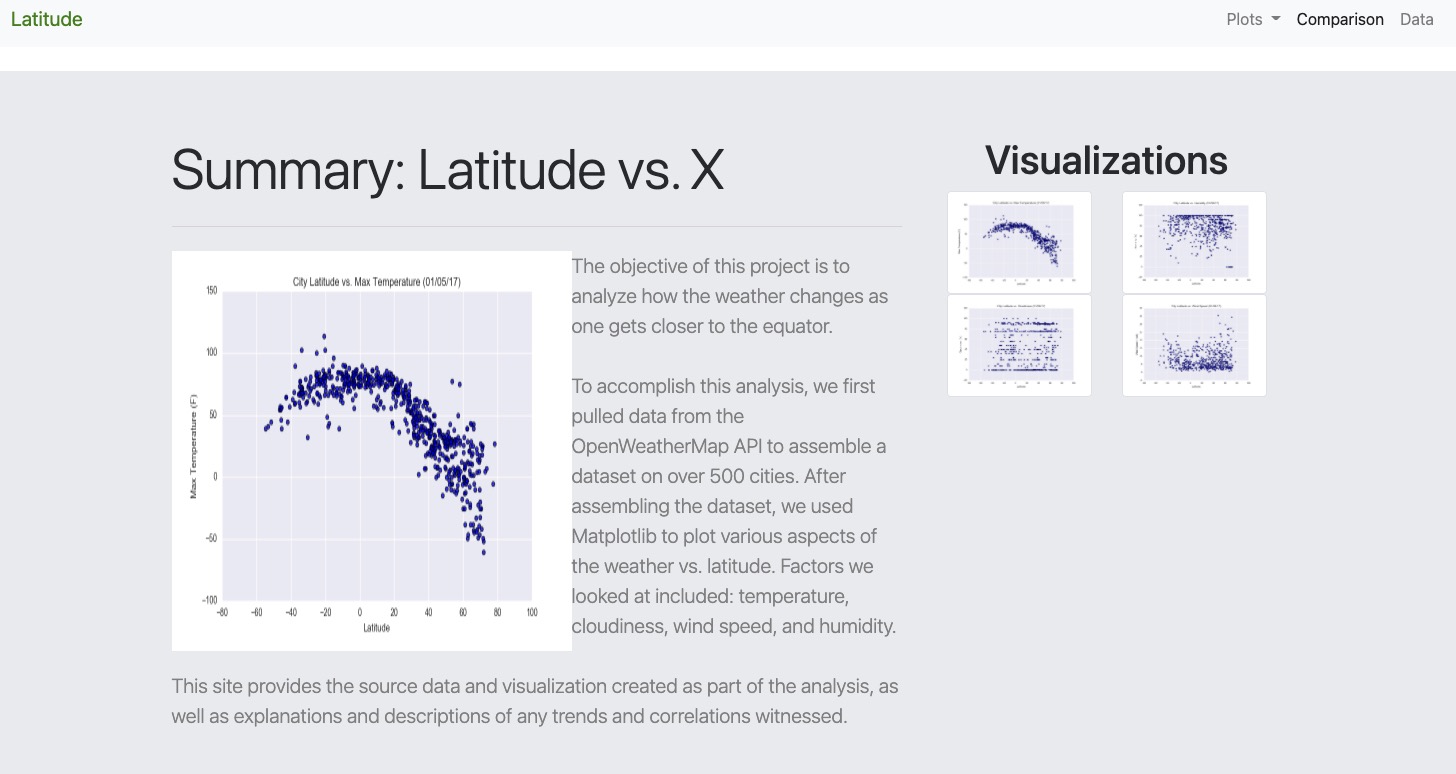 Latitude
Plots
Comparison
Data
Summary: Latitude vs. X
City Latitude vs. Max Temperature (01/05/17)
150
100
50
0
−50
−100
Max Temperature (F)
−80 −60 −40 −20 0 20 40 60 80 100
Latitude
The objective of this project is to
analyze how the weather changes as
one gets closer to the equator.
To accomplish this analysis, we first
pulled data from the
OpenWeatherMap API to assemble a
dataset on over 500 cities. After
assembling the dataset, we used
Matplotlib to plot various aspects of
the weather vs. latitude. Factors we
looked at included: temperature,
cloudiness, wind speed, and humidity.
This site provides the source data and visualization created as part of the analysis, as
well as explanations and descriptions of any trends and correlations witnessed.
Visualizations